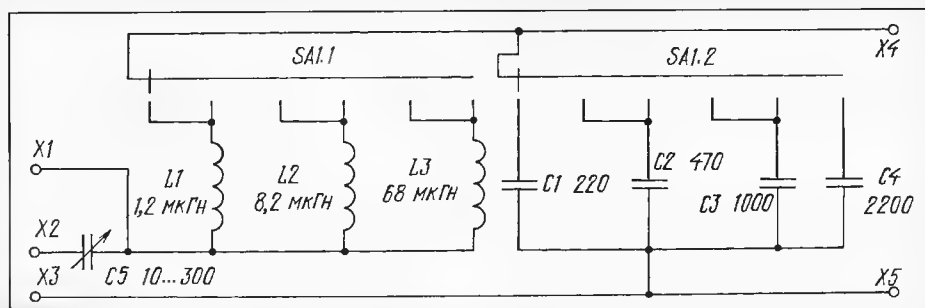 SA1.1
SA1.2
X4
X1
L1
1,2 мкГн
L2
8,2 мкГн
L3
68 мкГн
C1 220
C2 470
C3 1000
C4
2200
X2
C5 10...300
X3
X5